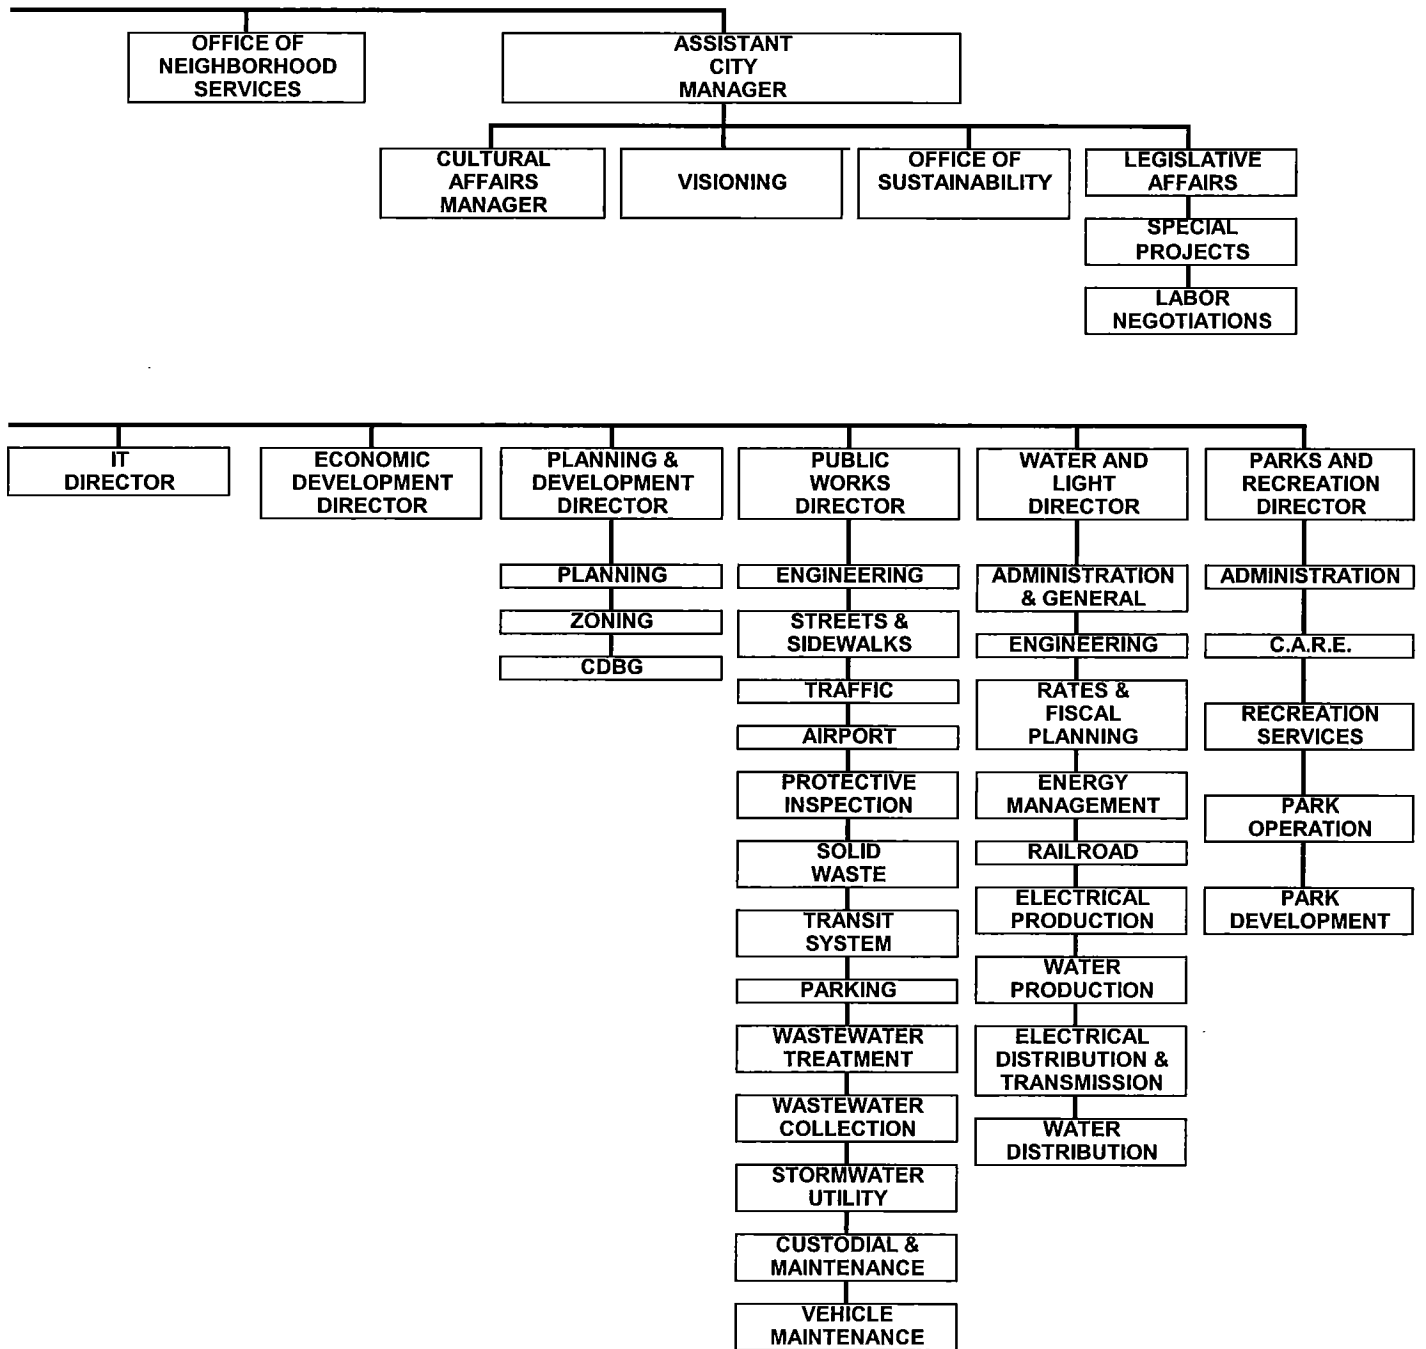 OFFICE OF
NEIGHBORHOOD
SERVICES
ASSISTANT
CITY
MANAGER
CULTURAL
AFFAIRS
MANAGER
VISIONING
OFFICE OF
SUSTAINABILITY
LEGISLATIVE
AFFAIRS
SPECIAL
PROJECTS
LABOR
NEGOTIATIONS
IT
DIRECTOR
ECONOMIC
DEVELOPMENT
DIRECTOR
PLANNING &
DEVELOPMENT
DIRECTOR
PLANNING
ZONING
CDBG
PUBLIC
WORKS
DIRECTOR
ENGINEERING
STREETS &
SIDEWALKS
TRAFFIC
AIRPORT
PROTECTIVE
INSPECTION
SOLID
WASTE
TRANSIT
SYSTEM
PARKING
WASTEWATER
TREATMENT
WASTEWATER
COLLECTION
STORMWATER
UTILITY
CUSTODIAL &
MAINTENANCE
VEHICLE
MAINTENANCE
WATER AND
LIGHT
DIRECTOR
ADMINISTRATION
& GENERAL
ENGINEERING
RATES &
FISCAL
PLANNING
ENERGY
MANAGEMENT
RAILROAD
ELECTRICAL
PRODUCTION
WATER
PRODUCTION
ELECTRICAL
DISTRIBUTION &
TRANSMISSION
WATER
DISTRIBUTION
PARKS AND
RECREATION
DIRECTOR
ADMINISTRATION
C.A.R.E.
RECREATION
SERVICES
PARK
OPERATION
PARK
DEVELOPMENT